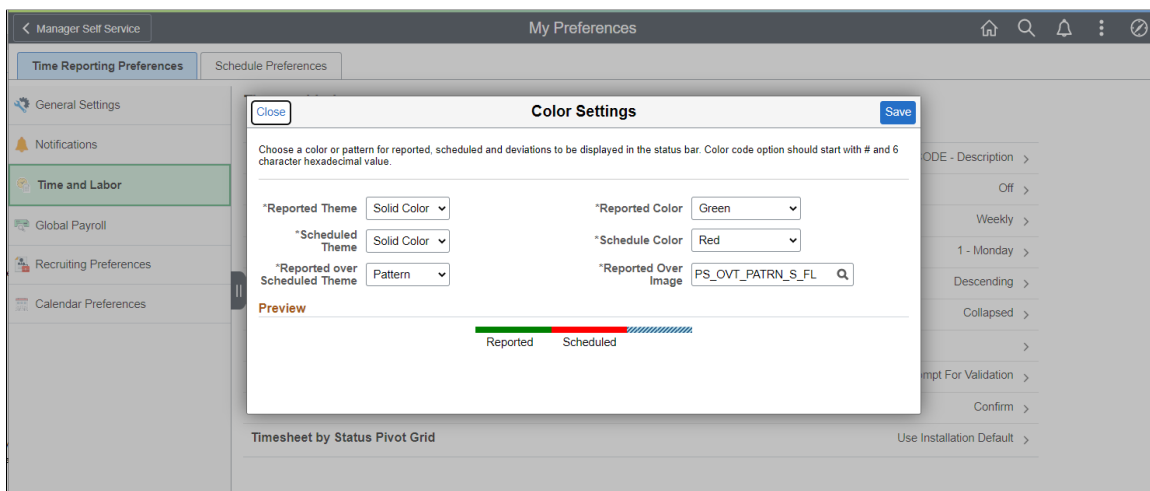 Manager Self Service
My Preferences
Time Reporting Preferences
Schedule Preferences
General Settings
Notifications
Time and Labor
Global Payroll
Recruiting Preferences
Calendar Preferences
Close
Color Settings
Save
Choose a color or pattern for reported, scheduled and deviations to be displayed in the status bar. Color code option should start with # and 6
character hexadecimal value.
*Reported Theme Solid Color
*Reported Color Green
*Scheduled
Theme Solid Color
*Schedule Color Red
*Reported over
Scheduled Theme Pattern
*Reported Over
Image PS_OVT_PATRN_S_FL
Preview
Reported Scheduled
ODE - Description
Off
Weekly
1 - Monday
Descending
Collapsed
mpt For Validation
Confirm
Timesheet by Status Pivot Grid
Use Installation Default